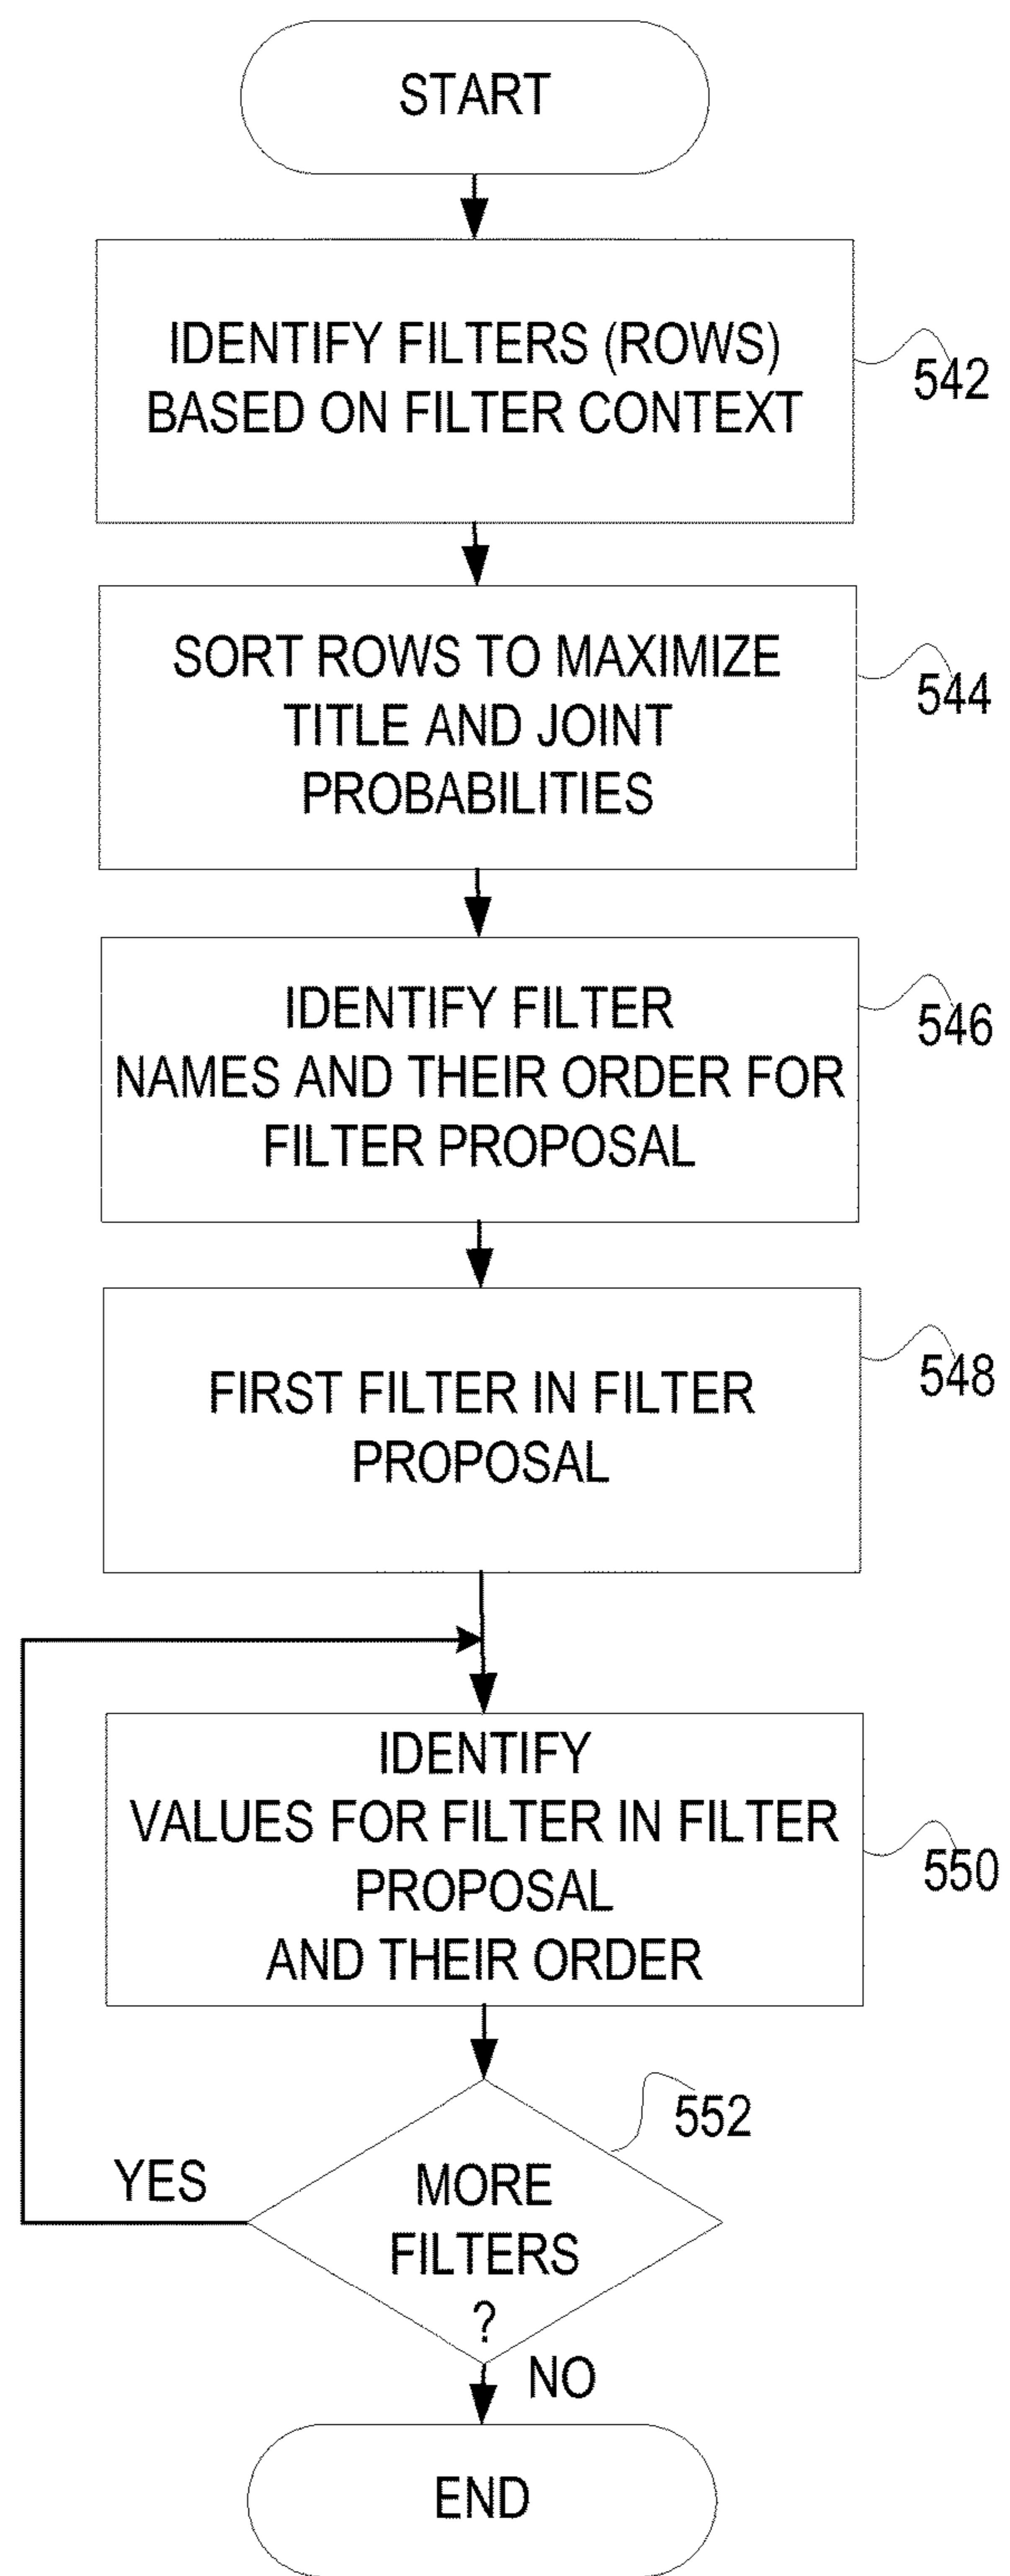 START
IDENTIFY FILTERS (ROWS)
BASED ON FILTER CONTEXT
542
SORT ROWS TO MAXIMIZE
TITLE AND JOINT
PROBABILITIES
544
IDENTIFY FILTER
NAMES AND THEIR ORDER FOR
FILTER PROPOSAL
546
FIRST FILTER IN FILTER
PROPOSAL
548
IDENTIFY
VALUES FOR FILTER IN FILTER
PROPOSAL
AND THEIR ORDER
550
552
YES
MORE
FILTERS
?
NO
END